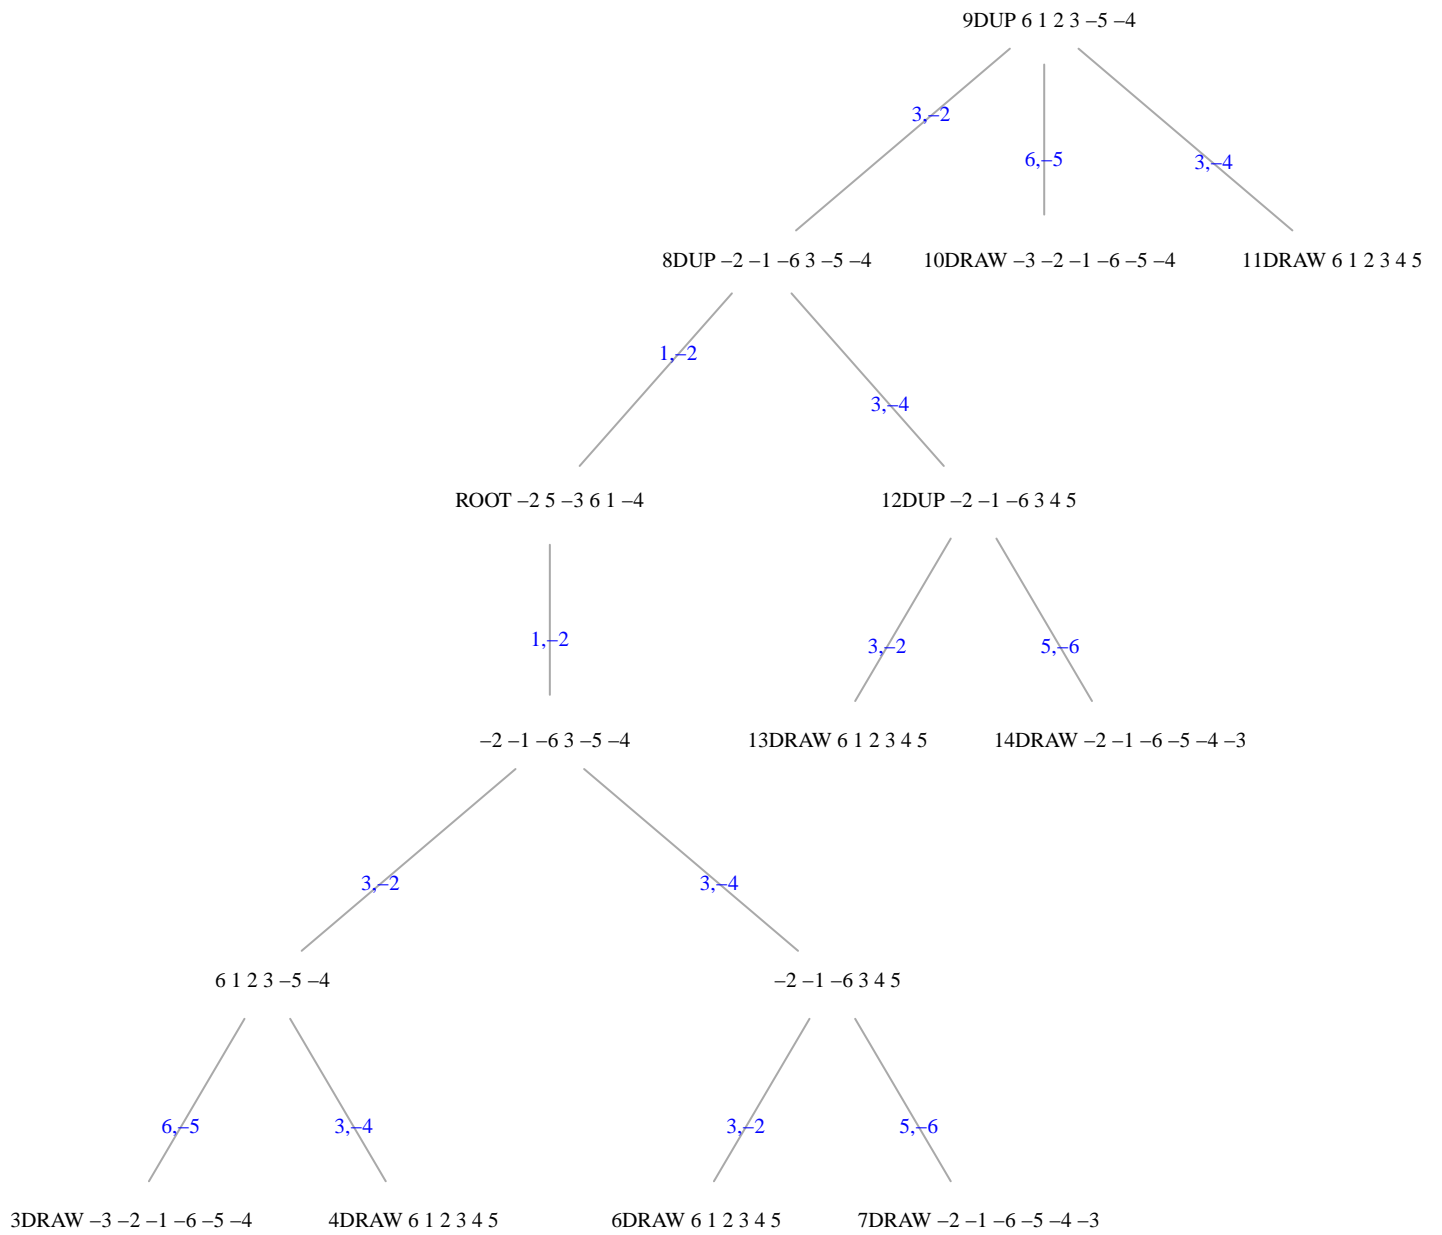 9DUP 6 1 2 3 –5 –4
3,–2
6,–5
3,–4
8DUP –2 –1 –6 3 –5 –4
10DRAW –3 –2 –1 –6 –5 –4
11DRAW 6 1 2 3 4 5
1,–2
3,–4
ROOT –2 5 –3 6 1 –4
12DUP –2 –1 –6 3 4 5
1,–2
3,–2
5,–6
–2 –1 –6 3 –5 –4
13DRAW 6 1 2 3 4 5
14DRAW –2 –1 –6 –5 –4 –3
3,–2
3,–4
6 1 2 3 –5 –4
–2 –1 –6 3 4 5
6,–5
3,–4
3,–2
5,–6
3DRAW –3 –2 –1 –6 –5 –4
4DRAW 6 1 2 3 4 5
6DRAW 6 1 2 3 4 5
7DRAW –2 –1 –6 –5 –4 –3